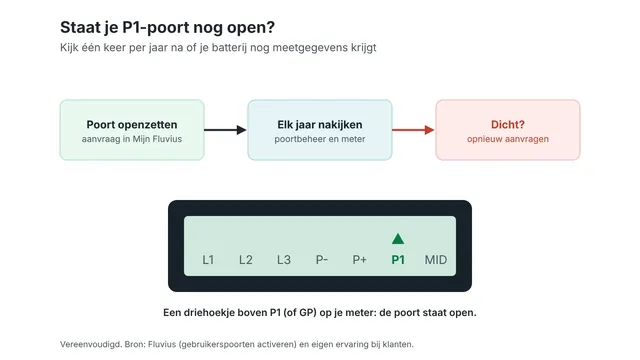 Staat je P1-poort nog open?
Kijk één keer per jaar na of je batterij nog meetgegevens krijgt
Poort openzetten
aanvraag in Mijn Fluvius
Elk jaar nakijken
poortbeheer en meter
Dicht?
opnieuw aanvragen
L1 L2 L3 P- P+ P1 MID
Een driehoekje boven P1 (of GP) op je meter: de poort staat open.
Vereenvoudigd. Bron: Fluvius (gebruikerspoorten activeren) en eigen ervaring bij klanten.